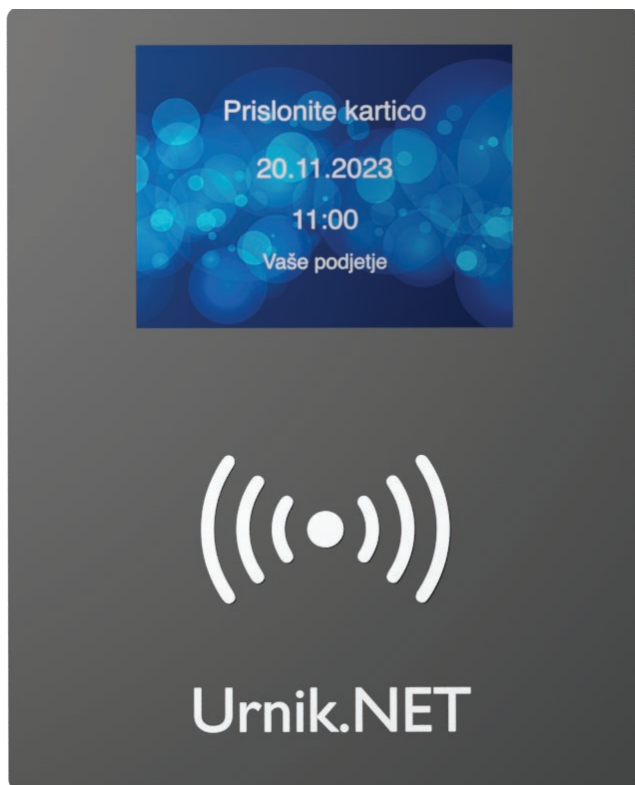 Prislonite kartico
20.11.2023
11:00
Vaše podjetje
Urnik.NET